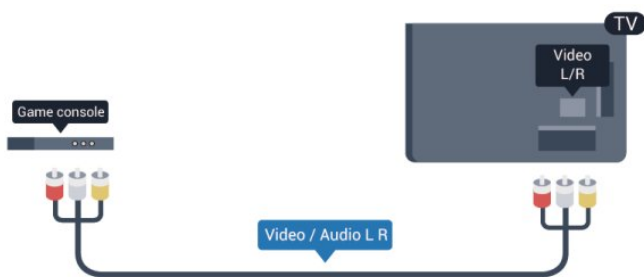 TV
Video
L/R
Game console
Video / Audio L R